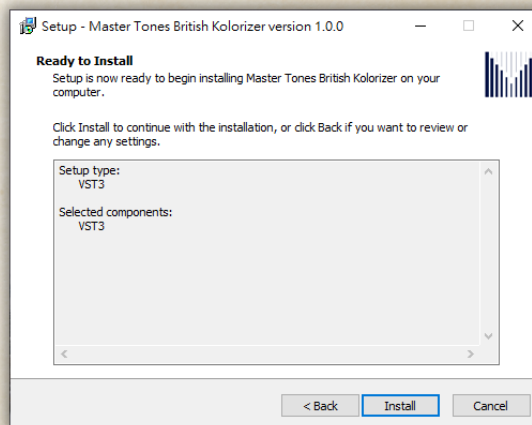 Setup - Master Tones British Kolorizer version 1.0.0
Ready to Install
Setup is now ready to begin installing Master Tones British Kolorizer on your
computer.
Click Install to continue with the installation, or click Back if you want to review or
change any settings.
Setup type:
VST3
Selected components:
VST3
< Back
Install
Cancel